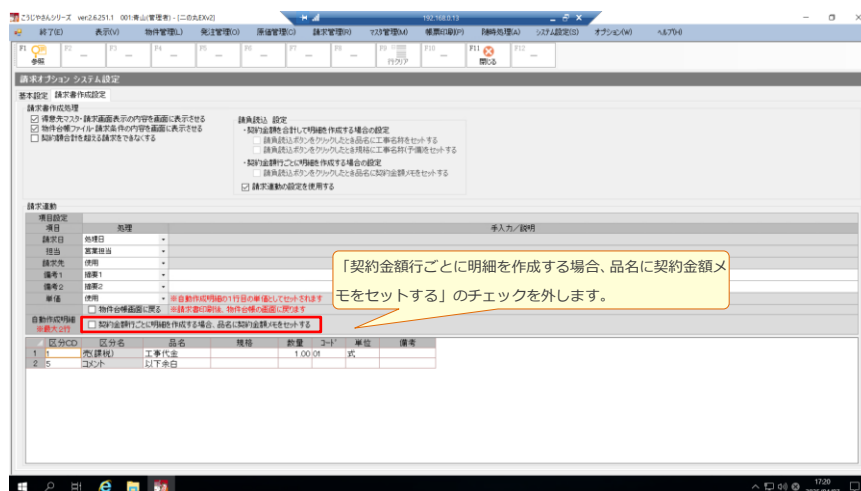 こうじやさんシリーズ ver.2.6.251.1 001:青山(管理者) - [二の丸EXv2]
192.168.0.13
終了(E) 表示(V) 物件管理(L) 発注管理(O) 原価管理(C) 請求管理(R) マスタ管理(M) 帳票印刷(P) 随時処理(A) システム設定(S) オプション(W) ヘルプ(H)
F1 F2 F3 F4 F5 F6 F7 F8 F9 F10 F11 F12
参照 行クリア 閉じる
請求オプション システム設定
基本設定 請求書作成設定
請求書作成処理
得意先マスタ・請求画面表示の内容を画面に表示させる
物件台帳ファイル・請求条件の内容を画面に表示させる
契約額合計を超える請求をできなくする
請負読込 設定
・契約金額を合計して明細を作成する場合の設定
請負読込ボタンをクリックしたとき品名に工事名称をセットする
請負読込ボタンをクリックしたとき規格に工事名称(予備)をセットする
・契約金額行ごとに明細を作成する場合の設定
請負読込ボタンをクリックしたとき品名に契約金額メモをセットする
請求連動の設定を使用する
請求連動
項目設定
項目 処理 手入力/説明
請求日 処理日
担当 営業担当
請求先 使用
備考1 摘要1
備考2 摘要2
単価 使用 ※自動作成明細の1行目の単価としてセットされます
物件台帳画面に戻る ※請求書印刷後、物件台帳の画面に戻ります
自動作成明細
※最大2行
契約金額行ごとに明細を作成する場合、品名に契約金額メモをセットする
「契約金額行ごとに明細を作成する場合、品名に契約金額メ
モをセットする」のチェックを外します。
区分CD 区分名 品名 規格 数量 コード 単位 備考
1 1 売(課税) 工事代金 1.00 01 式
2 5 コメント 以下余白
17:20